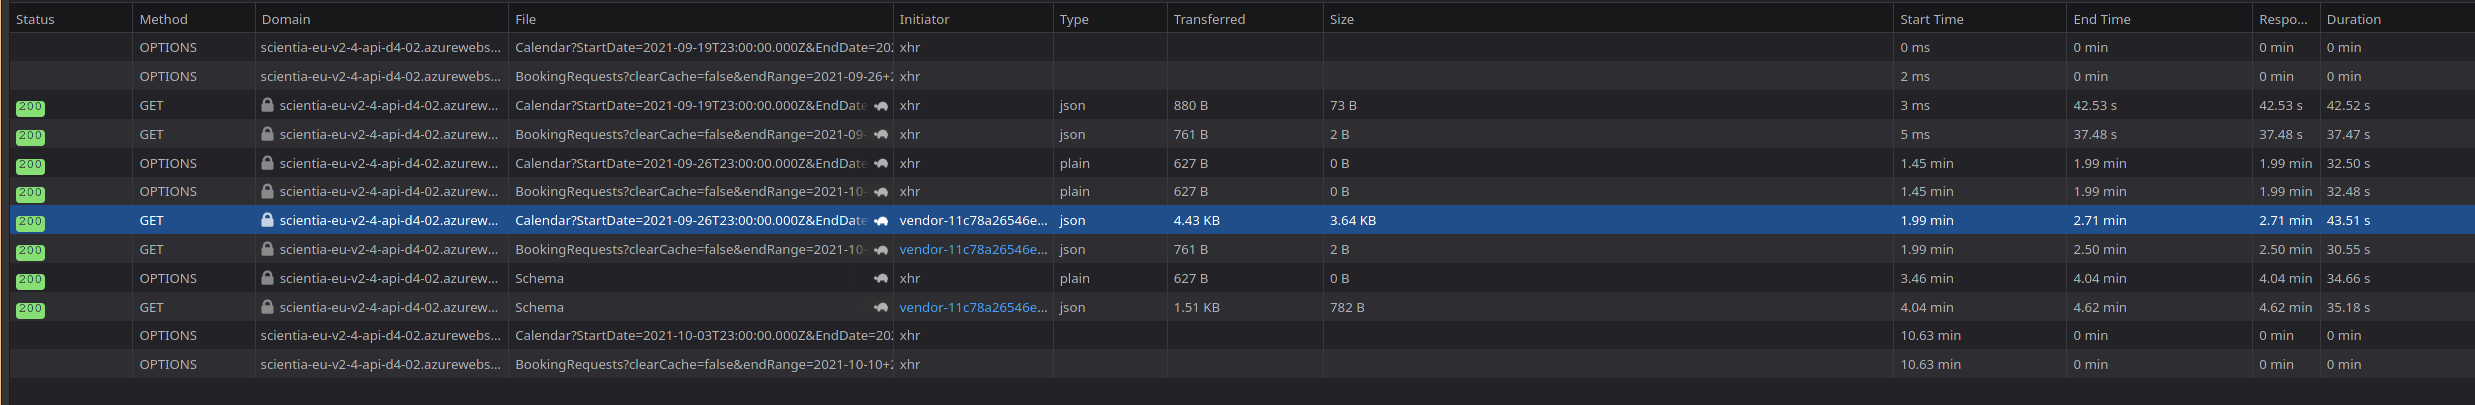 Status Method Domain File Initiator Type Transferred Size Start Time End Time Respo... Duration
OPTIONS scientia-eu-v2-4-api-d4-02.azurewebs... Calendar?StartDate=2021-09-19T23:00:00.000Z&EndDate=202 xhr 0 ms 0 min 0 min 0 min
OPTIONS scientia-eu-v2-4-api-d4-02.azurewebs... BookingRequests?clearCache=false&endRange=2021-09-26+2 xhr 2 ms 0 min 0 min 0 min
200 GET scientia-eu-v2-4-api-d4-02.azurew... Calendar?StartDate=2021-09-19T23:00:00.000Z&EndDate xhr json 880 B 73 B 3 ms 42.53 s 42.53 s 42.52 s
200 GET scientia-eu-v2-4-api-d4-02.azurew... BookingRequests?clearCache=false&endRange=2021-09- xhr json 761 B 2 B 5 ms 37.48 s 37.48 s 37.47 s
200 OPTIONS scientia-eu-v2-4-api-d4-02.azurew... Calendar?StartDate=2021-09-26T23:00:00.000Z&EndDate xhr plain 627 B 0 B 1.45 min 1.99 min 1.99 min 32.50 s
200 OPTIONS scientia-eu-v2-4-api-d4-02.azurew... BookingRequests?clearCache=false&endRange=2021-10- xhr plain 627 B 0 B 1.45 min 1.99 min 1.99 min 32.48 s
200 GET scientia-eu-v2-4-api-d4-02.azurew... Calendar?StartDate=2021-09-26T23:00:00.000Z&EndDate vendor-11c78a26546e... json 4.43 KB 3.64 KB 1.99 min 2.71 min 2.71 min 43.51 s
200 GET scientia-eu-v2-4-api-d4-02.azurew... BookingRequests?clearCache=false&endRange=2021-10- vendor-11c78a26546e... json 761 B 2 B 1.99 min 2.50 min 2.50 min 30.55 s
200 OPTIONS scientia-eu-v2-4-api-d4-02.azurew... Schema xhr plain 627 B 0 B 3.46 min 4.04 min 4.04 min 34.66 s
200 GET scientia-eu-v2-4-api-d4-02.azurew... Schema vendor-11c78a26546e... json 1.51 KB 782 B 4.04 min 4.62 min 4.62 min 35.18 s
OPTIONS scientia-eu-v2-4-api-d4-02.azurewebs... Calendar?StartDate=2021-10-03T23:00:00.000Z&EndDate=202 xhr 10.63 min 0 min 0 min 0 min
OPTIONS scientia-eu-v2-4-api-d4-02.azurewebs... BookingRequests?clearCache=false&endRange=2021-10-10+2 xhr 10.63 min 0 min 0 min 0 min